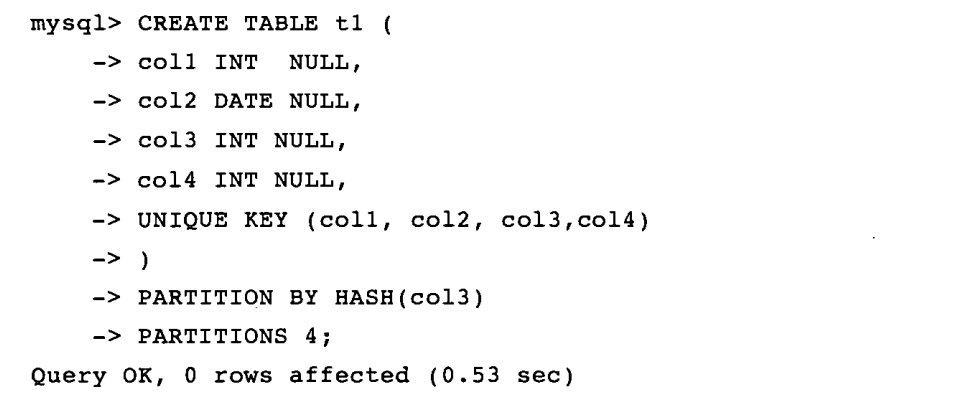 mysql> CREATE TABLE t1 (
-> col1 INT NULL,
-> col2 DATE NULL,
-> col3 INT NULL,
-> col4 INT NULL,
-> UNIQUE KEY (col1, col2, col3,col4)
-> )
-> PARTITION BY HASH(col3)
-> PARTITIONS 4;
Query OK, 0 rows affected (0.53 sec)